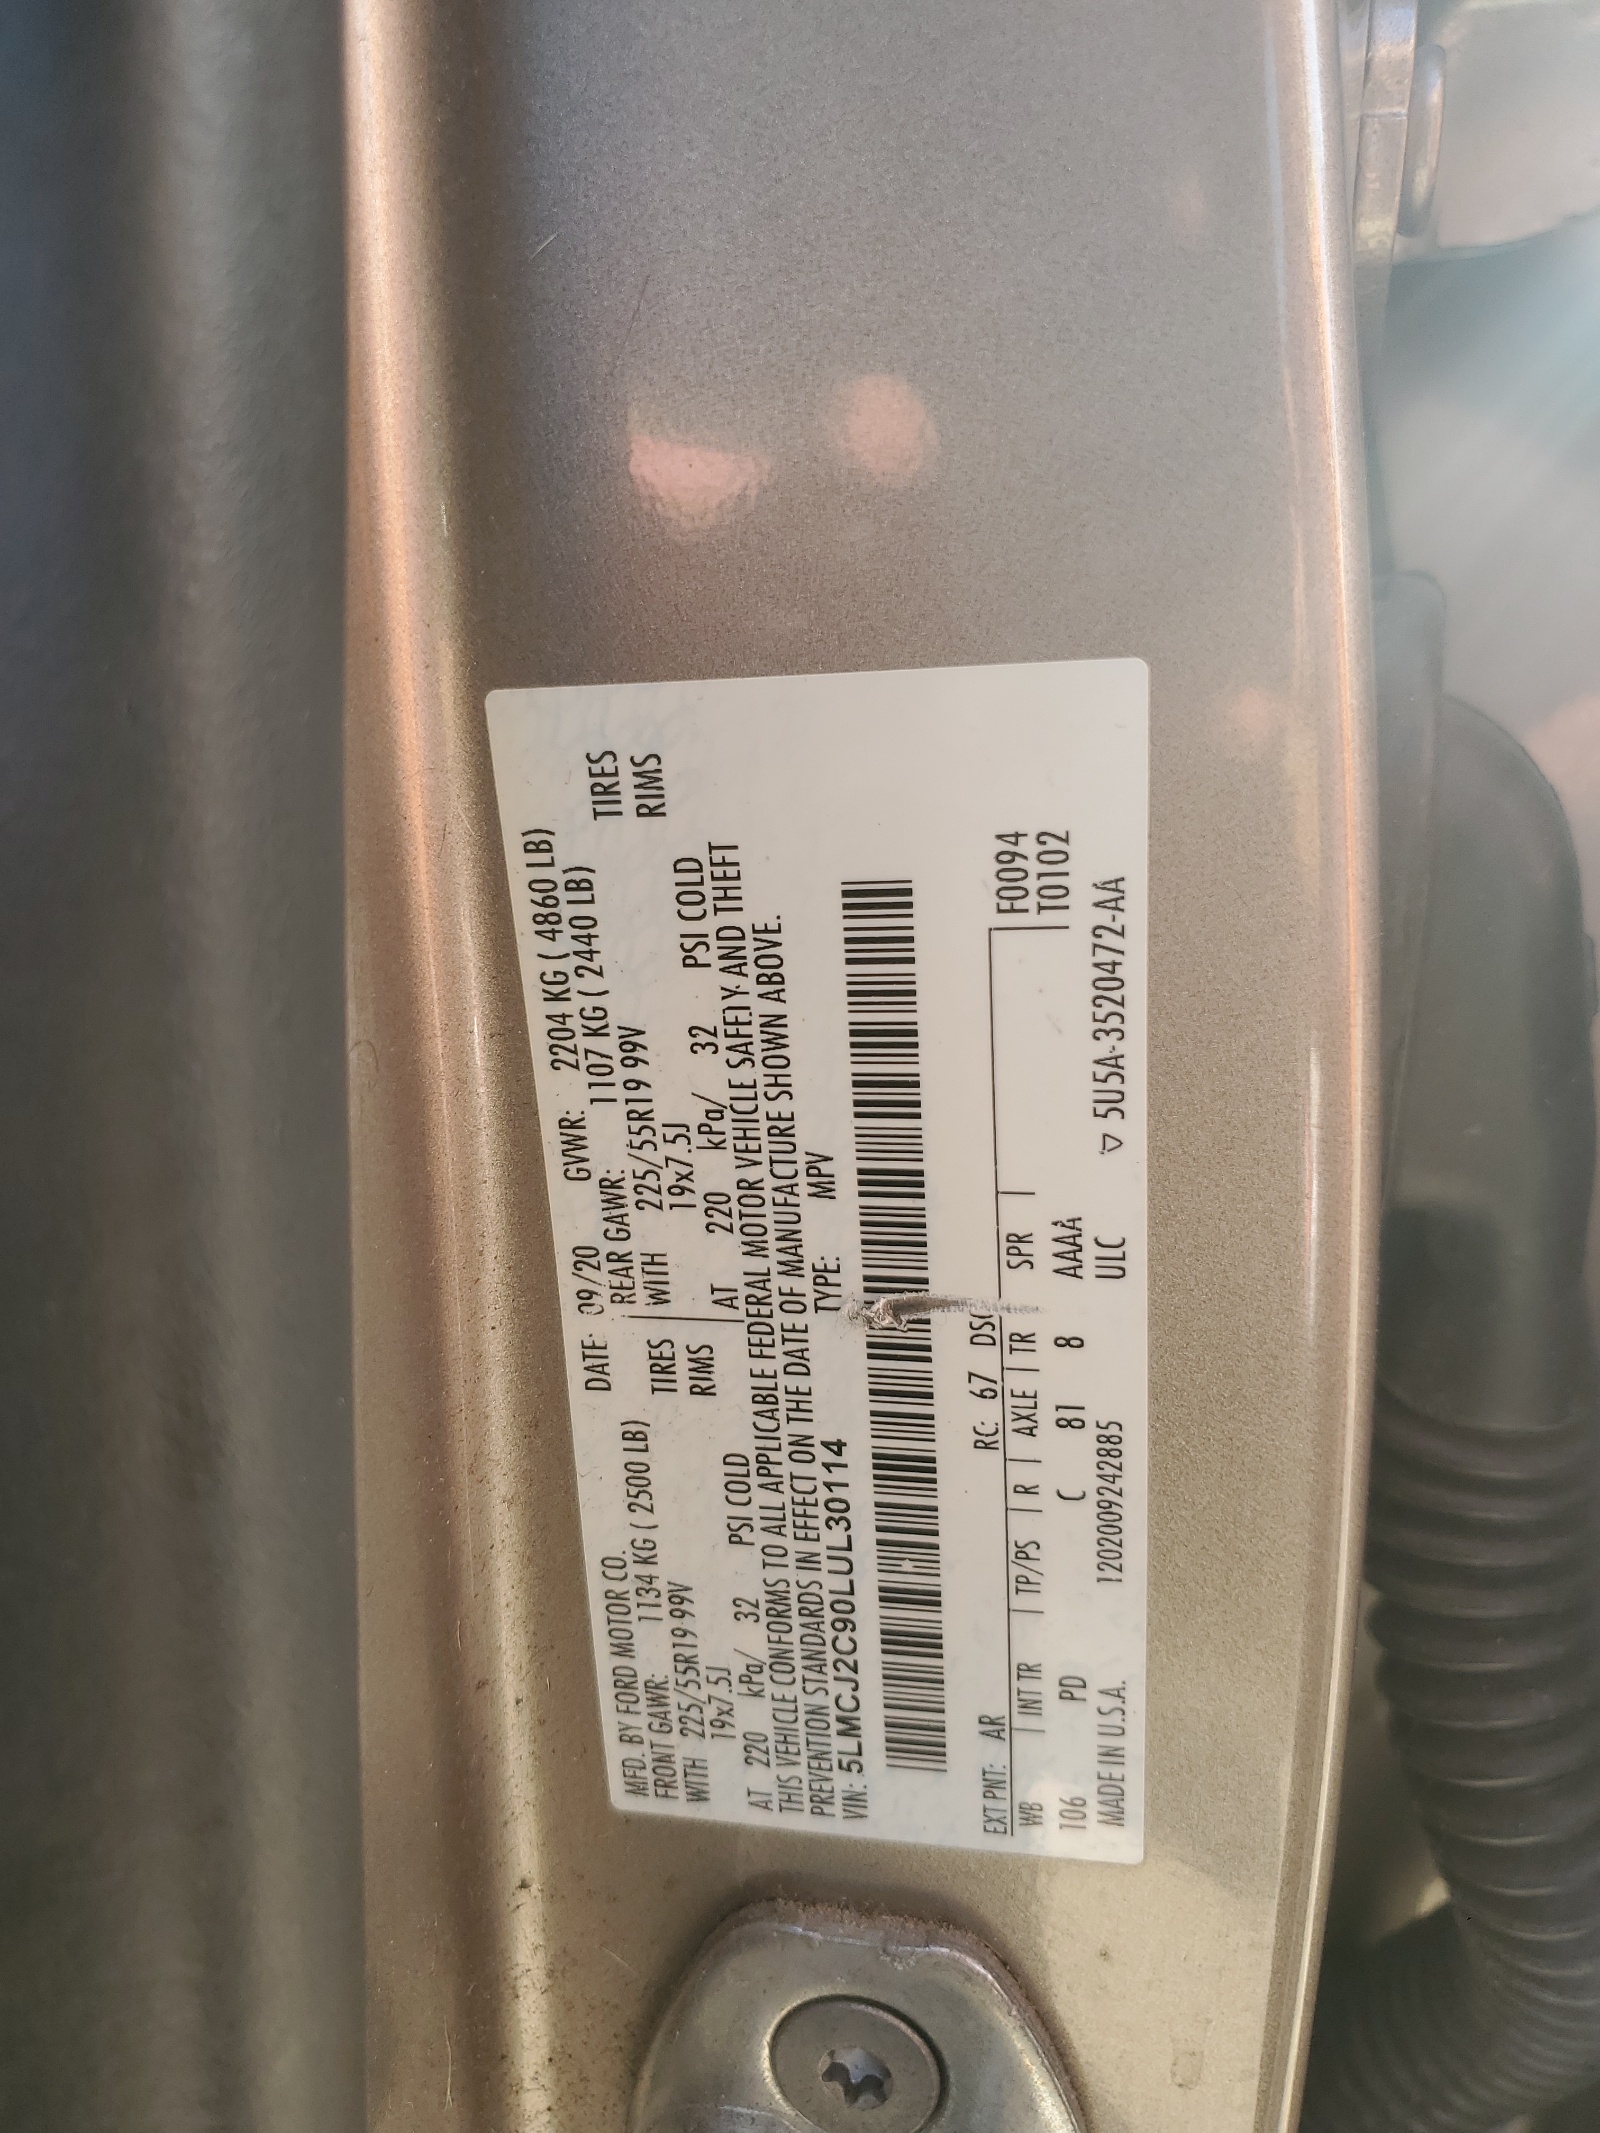 MFD. BY FORD MOTOR CO. DATE: 09/20 GVWR: 2204 KG ( 4860 LB)
FRONT GAWR: 1134 KG ( 2500 LB) REAR GAWR: 1107 KG ( 2440 LB)
WITH 225/55R19 99V TIRES WITH 225/55R19 99V TIRES
19x7.5J RIMS 19x7.5J RIMS
AT 220 kPa/ 32 PSI COLD AT 220 kPa/ 32 PSI COLD
THIS VEHICLE CONFORMS TO ALL APPLICABLE FEDERAL MOTOR VEHICLE SAFETY AND THEFT
PREVENTION STANDARDS IN EFFECT ON THE DATE OF MANUFACTURE SHOWN ABOVE.
VIN: 5LMCJ2C90LUL30114 TYPE: MPV
EXT PNT: AR RC: 67 F0094
WB INT TR TP/PS R AXLE TR SPR T0102
106 PD C 81 8 AAAA
MADE IN U.S.A. 1202009242885 ULC ▽ 5U5A-3520472-AA